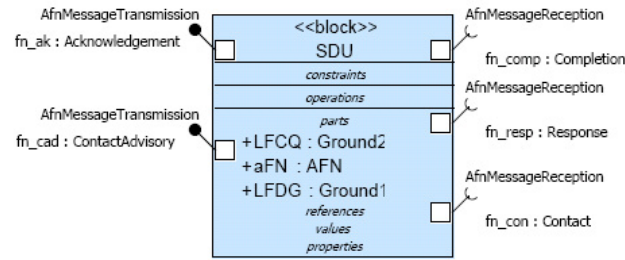 AfnMessageTransmission
fn_ak : Acknowledgement
AfnMessageTransmission
fn_cad : ContactAdvisory
<<block>>
SDU
constraints
operations
parts
+LFCQ : Ground2
+aFN : AFN
+LFDG : Ground1
references
values
properties
AfnMessageReception
fn_comp : Completion
AfnMessageReception
fn_resp : Response
AfnMessageReception
fn_con : Contact